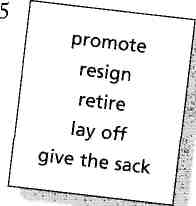 5
promote
resign
retire
lay off
give the sack